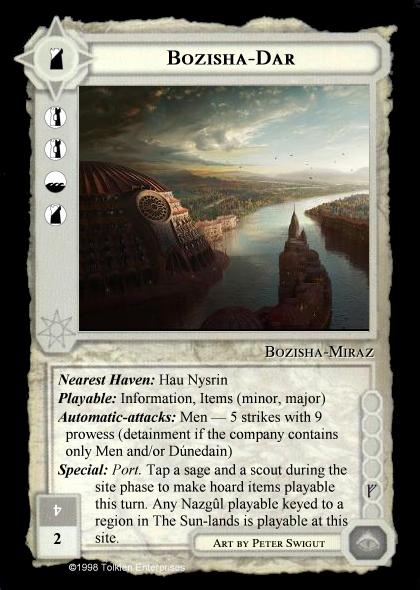 BOZISHA-DAR
BOZISHA-MIRAZ
Nearest Haven: Hau Nysrin
Playable: Information, Items (minor, major)
Automatic-attacks: Men — 5 strikes with 9
prowess (detainment if the company contains
only Men and/or Dúnedain)
Special: Port. Tap a sage and a scout during the
site phase to make hoard items playable
this turn. Any Nazgûl playable keyed to a
region in The Sun-lands is playable at this
site.
4
2
ART BY PETER SWIGUT
©1998 Tolkien Enterprises